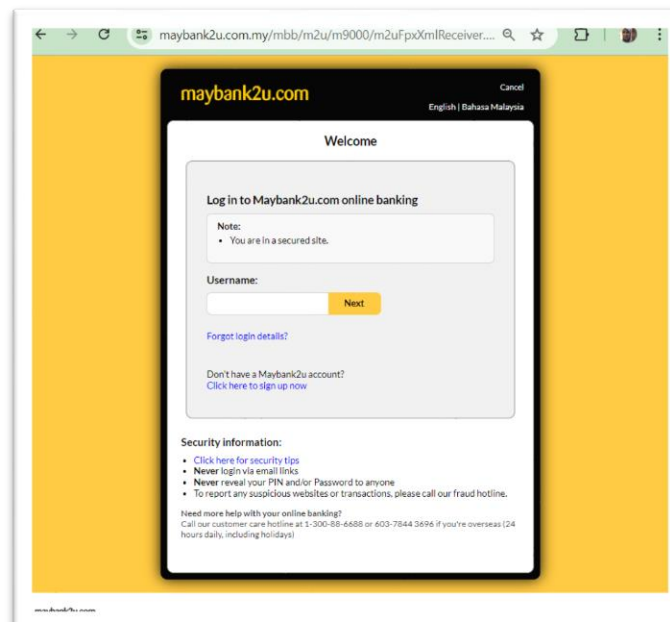 maybank2u.com.my/mbb/m2u/m9000/m2uFpxXmlReceiver....
maybank2u.com
Cancel
English | Bahasa Malaysia
Welcome
Log in to Maybank2u.com online banking
Note:
• You are in a secured site.
Username:
Next
Forgot login details?
Don't have a Maybank2u account?
Click here to sign up now
Security information:
• Click here for security tips
• Never login via email links
• Never reveal your PIN and/or Password to anyone
• To report any suspicious websites or transactions, please call our fraud hotline.
Need more help with your online banking?
Call our customer care hotline at 1-300-88-6688 or 603-7844 3696 if you're overseas (24
hours daily, including holidays)